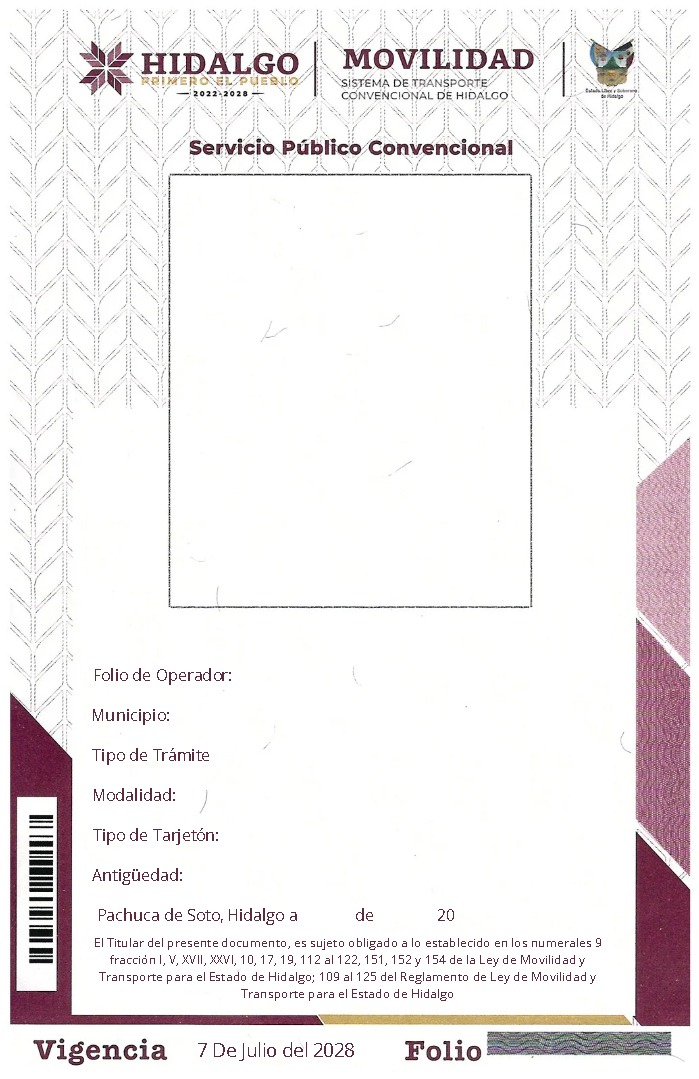 HIDALGO
PRIMERO EL PUEBLO
2022-2028
MOVILIDAD
SISTEMA DE TRANSPORTE
CONVENCIONAL DE HIDALGO
Estado Libre y Soberano
de Hidalgo
Servicio Público Convencional
Folio de Operador:
Municipio:
Tipo de Trámite
Modalidad:
Tipo de Tarjetón:
Antigüedad:
Pachuca de Soto, Hidalgo a de 20
El Titular del presente documento, es sujeto obligado a lo establecido en los numerales 9
fracción I, V, XVII, XXVI, 10, 17, 19, 112 al 122, 151, 152 y 154 de la Ley de Movilidad y
Transporte para el Estado de Hidalgo; 109 al 125 del Reglamento de Ley de Movilidad y
Transporte para el Estado de Hidalgo
Vigencia 7 De Julio del 2028 Folio